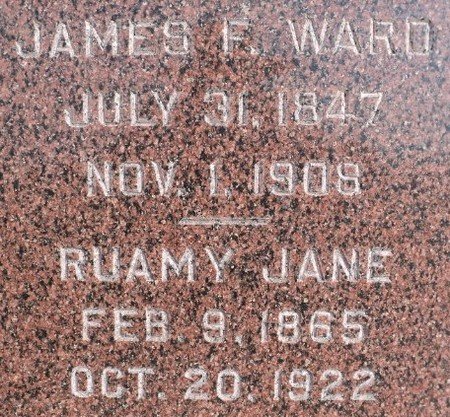 JAMES F. WARD
JULY 31, 1847
NOV. 1, 1908
RUAMY JANE
FEB. 9, 1865
OCT. 20, 1922